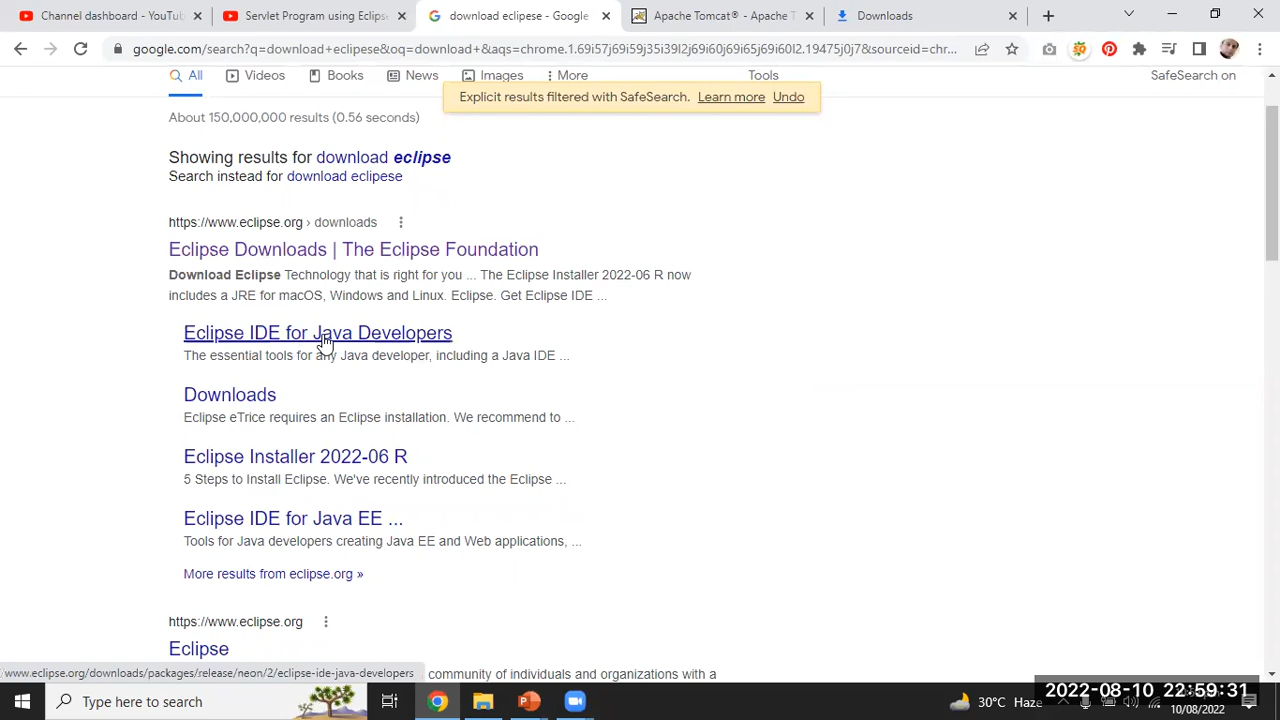 Channel dashboard - YouTu
Servlet Program using Eclips
download eclipese - Google
Apache Tomcat® - Apache T
Downloads
google.com/search?q=download+eclipese&oq=download+&aqs=chrome.1.69i57j69i59j35i39l2j69i60j69i65j69i60l2.19475j0j7&sourceid=chr...
All
Videos
Books
News
Images
More
Tools
SafeSearch on
Explicit results filtered with SafeSearch. Learn more Undo
About 150,000,000 results (0.56 seconds)
Showing results for download eclipse
Search instead for download eclipese
https://www.eclipse.org › downloads
Eclipse Downloads | The Eclipse Foundation
Download Eclipse Technology that is right for you ... The Eclipse Installer 2022-06 R now
includes a JRE for macOS, Windows and Linux. Eclipse. Get Eclipse IDE ...
Eclipse IDE for Java Developers
The essential tools for any Java developer, including a Java IDE ...
Downloads
Eclipse eTrice requires an Eclipse installation. We recommend to ...
Eclipse Installer 2022-06 R
5 Steps to Install Eclipse. We've recently introduced the Eclipse ...
Eclipse IDE for Java EE ...
Tools for Java developers creating Java EE and Web applications, ...
More results from eclipse.org »
https://www.eclipse.org
Eclipse
www.eclipse.org/downloads/packages/release/neon/2/eclipse-ide-java-developers
community of individuals and organizations with a
Type here to search
30°C Haze
2022-08-10 22:59:31
10/08/2022